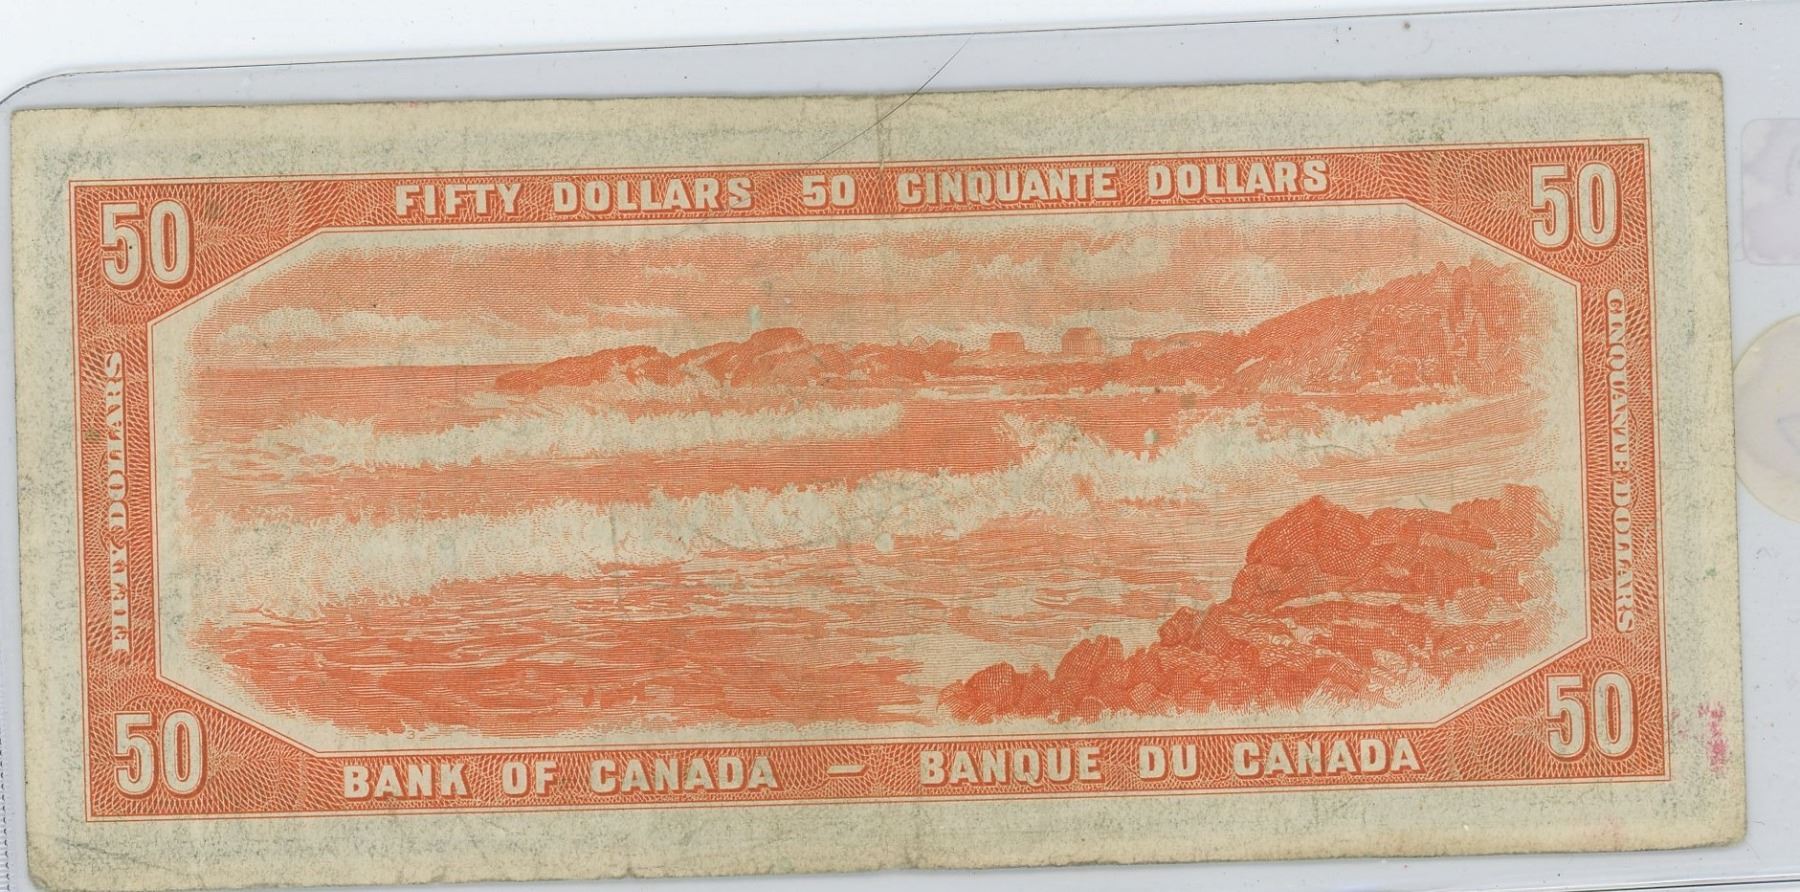 FIFTY DOLLARS 50 CINQUANTE DOLLARS
50
50
FIFTY DOLLARS
CINQUANTE DOLLARS
50
50
BANK OF CANADA — BANQUE DU CANADA